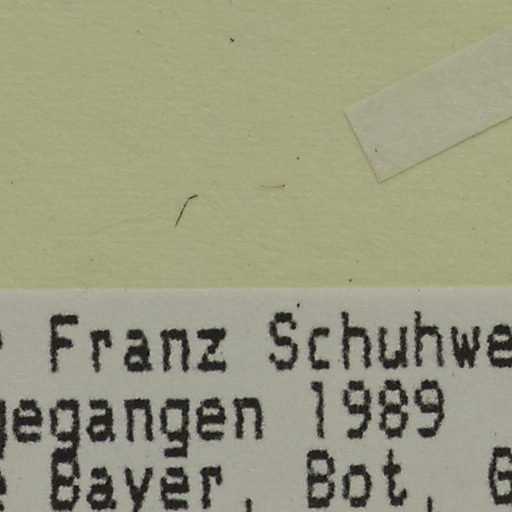 Franz Schuhwe
gegangen 1989
Bayer. Bot. G